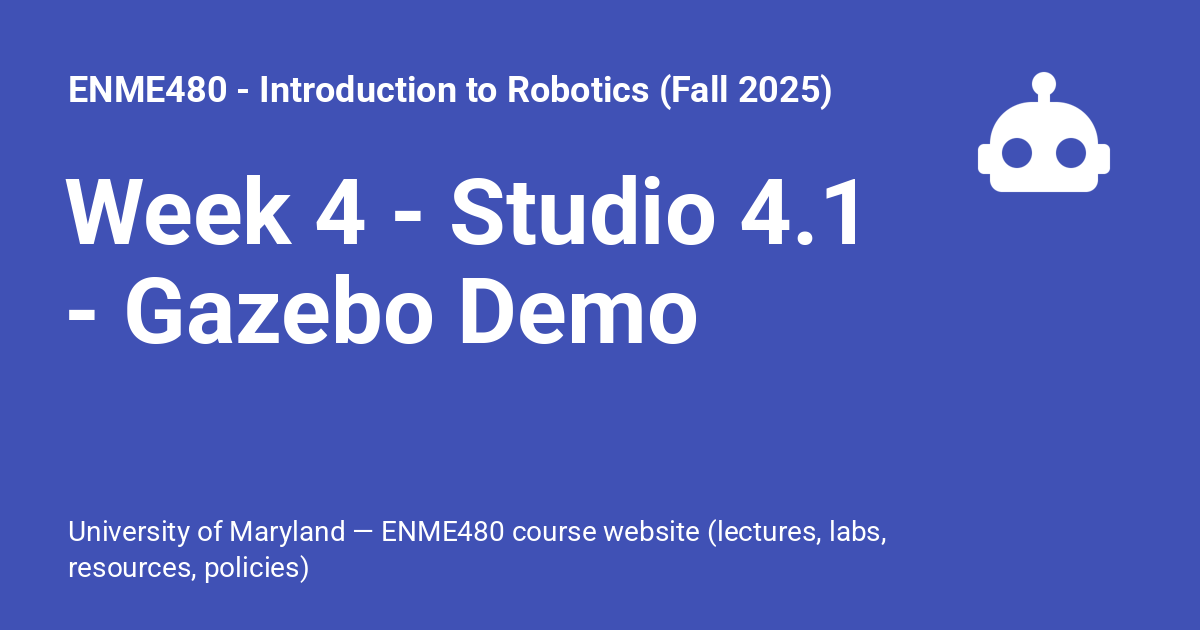 ENME480 - Introduction to Robotics (Fall 2025)
Week 4 - Studio 4.1
- Gazebo Demo
University of Maryland — ENME480 course website (lectures, labs,
resources, policies)